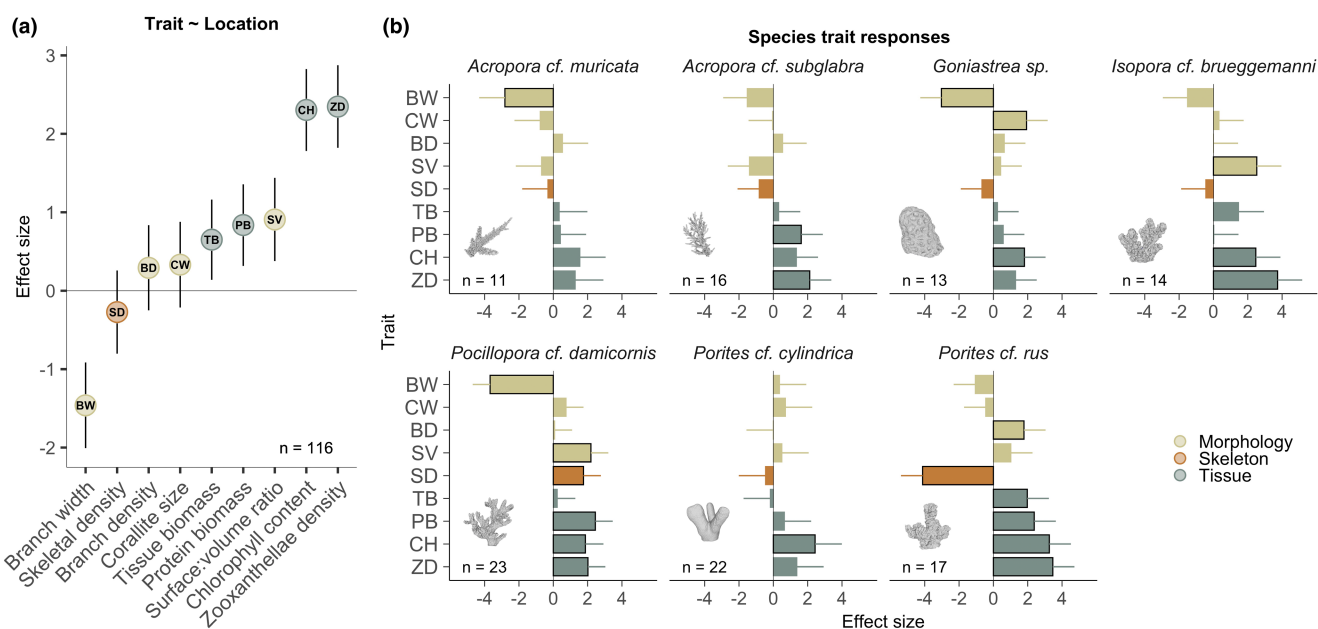 (a)
Trait ~ Location
Effect size
3
2
1
0
-1
-2
BW
SD
BD
CW
TB
PB
SV
CH
ZD
n = 116
Branch width
Skeletal density
Branch density
Corallite size
Tissue biomass
Protein biomass
Surface:volume ratio
Chlorophyll content
Zooxanthellae density
(b)
Species trait responses
Trait
Acropora cf. muricata
Acropora cf. subglabra
Goniastrea sp.
Isopora cf. brueggemanni
BW
CW
BD
SV
SD
TB
PB
CH
ZD
n = 11
n = 16
n = 13
n = 14
-4 -2 0 2 4
-4 -2 0 2 4
-4 -2 0 2 4
-4 -2 0 2 4
Pocillopora cf. damicornis
Porites cf. cylindrica
Porites cf. rus
BW
CW
BD
SV
SD
TB
PB
CH
ZD
n = 23
n = 22
n = 17
-4 -2 0 2 4
-4 -2 0 2 4
-4 -2 0 2 4
Effect size
Morphology
Skeleton
Tissue